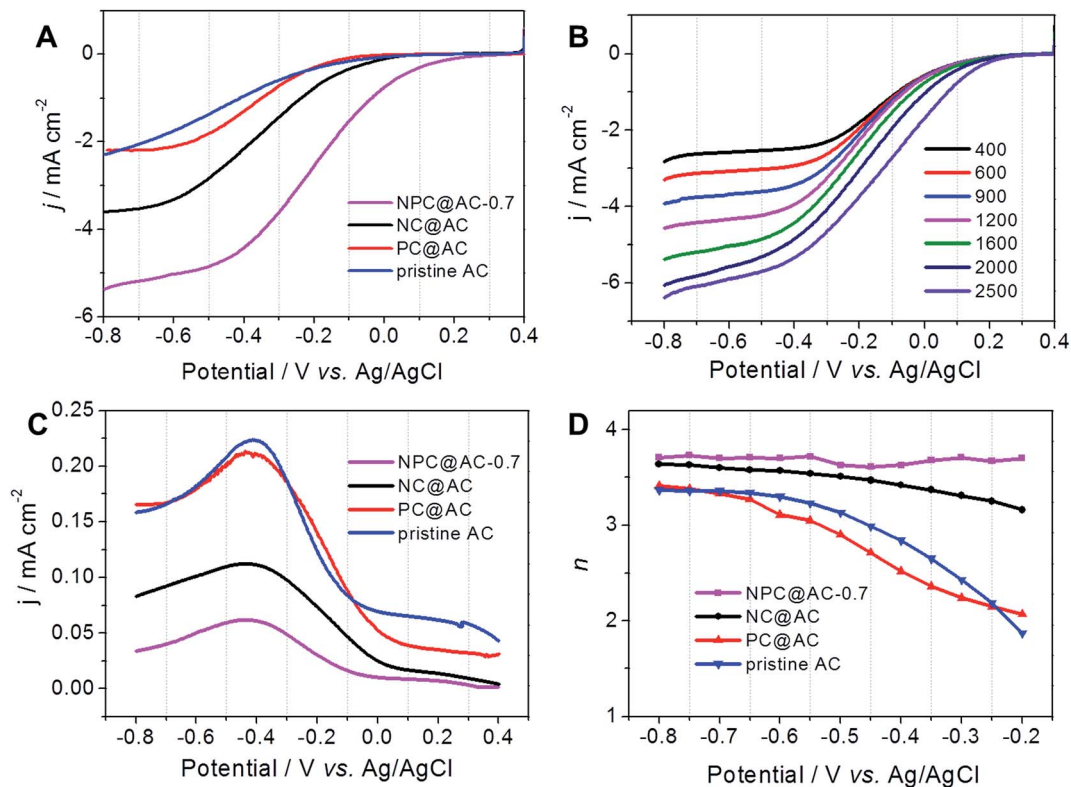 A
0
-2
-4
-6
j / mA cm-2
NPC@AC-0.7
NC@AC
PC@AC
pristine AC
-0.8 -0.6 -0.4 -0.2 0.0 0.2 0.4
Potential / V vs. Ag/AgCl
B
0
-2
-4
-6
j / mA cm-2
400
600
900
1200
1600
2000
2500
-0.8 -0.6 -0.4 -0.2 0.0 0.2 0.4
Potential / V vs. Ag/AgCl
C
0.25
0.20
0.15
0.10
0.05
0.00
j / mA cm-2
NPC@AC-0.7
NC@AC
PC@AC
pristine AC
-0.8 -0.6 -0.4 -0.2 0.0 0.2 0.4
Potential / V vs. Ag/AgCl
D
4
3
2
1
n
NPC@AC-0.7
NC@AC
PC@AC
pristine AC
-0.8 -0.7 -0.6 -0.5 -0.4 -0.3 -0.2
Potential / V vs. Ag/AgCl